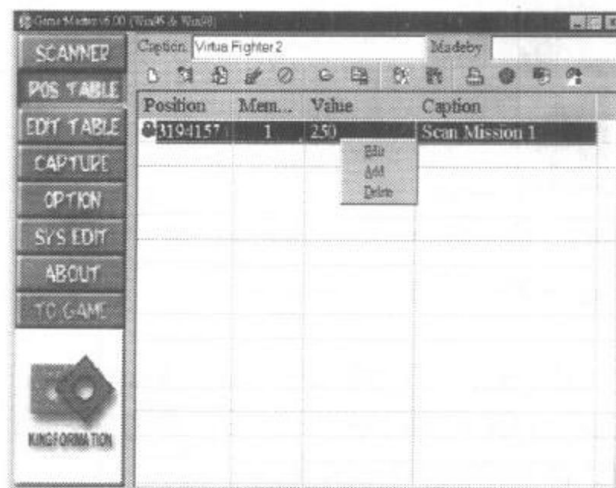 Game Master v6.00 (Win95 & Win98)
SCANNER
POS TABLE
EDIT TABLE
CAPTURE
OPTION
SYS EDIT
ABOUT
TO GAME
KINGFORMATION
Caption Virtua Fighter 2 Madeby
Position Mem... Value Caption
3194157 1 250 Scan Mission 1
Edit
Add
Delete